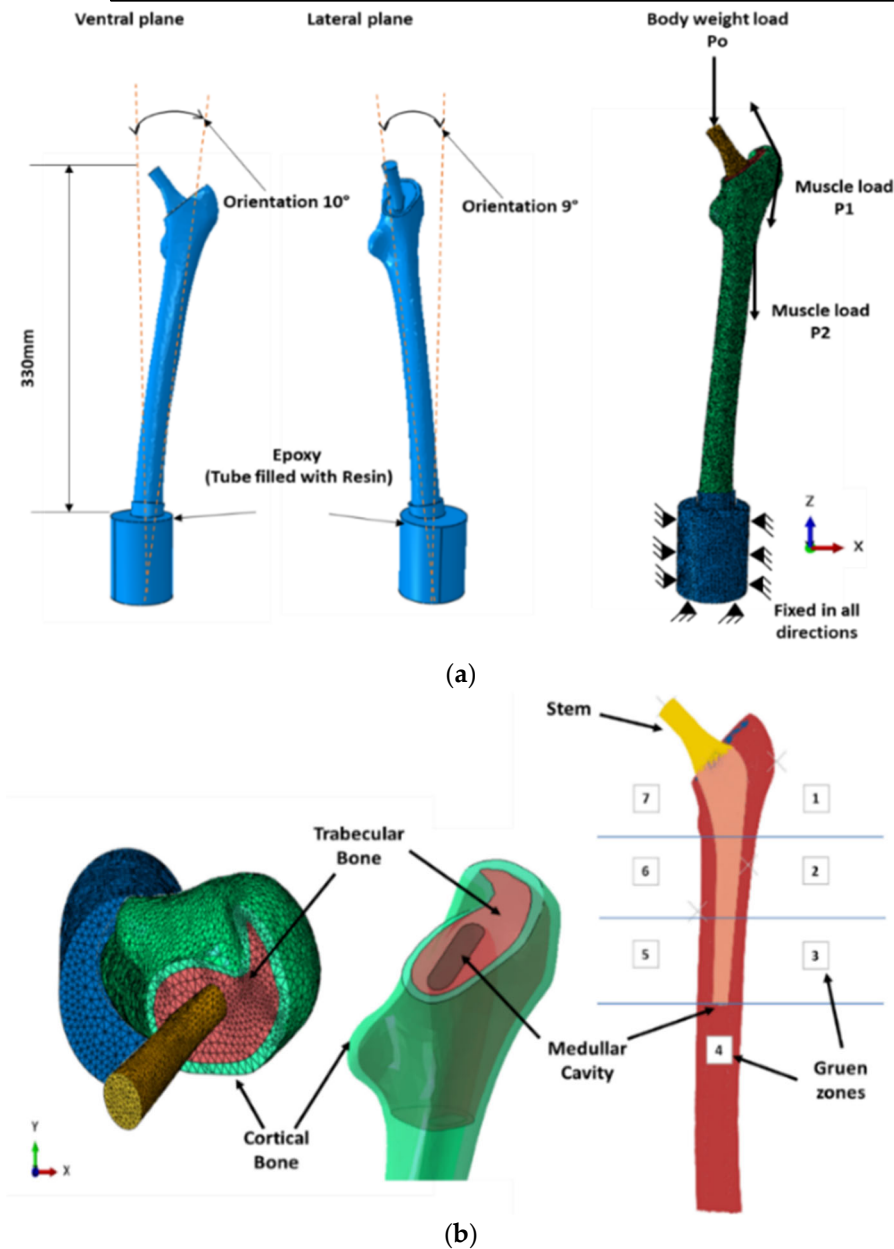 Ventral plane
Lateral plane
Body weight load
Po
Orientation 10°
Orientation 9°
Muscle load
P1
Muscle load
P2
330mm
Epoxy
(Tube filled with Resin)
Z
X
Fixed in all
directions
(a)
Stem
7
1
Trabecular
Bone
6
2
5
3
Medullar
Cavity
4
Gruen
zones
Cortical
Bone
Y
X
(b)